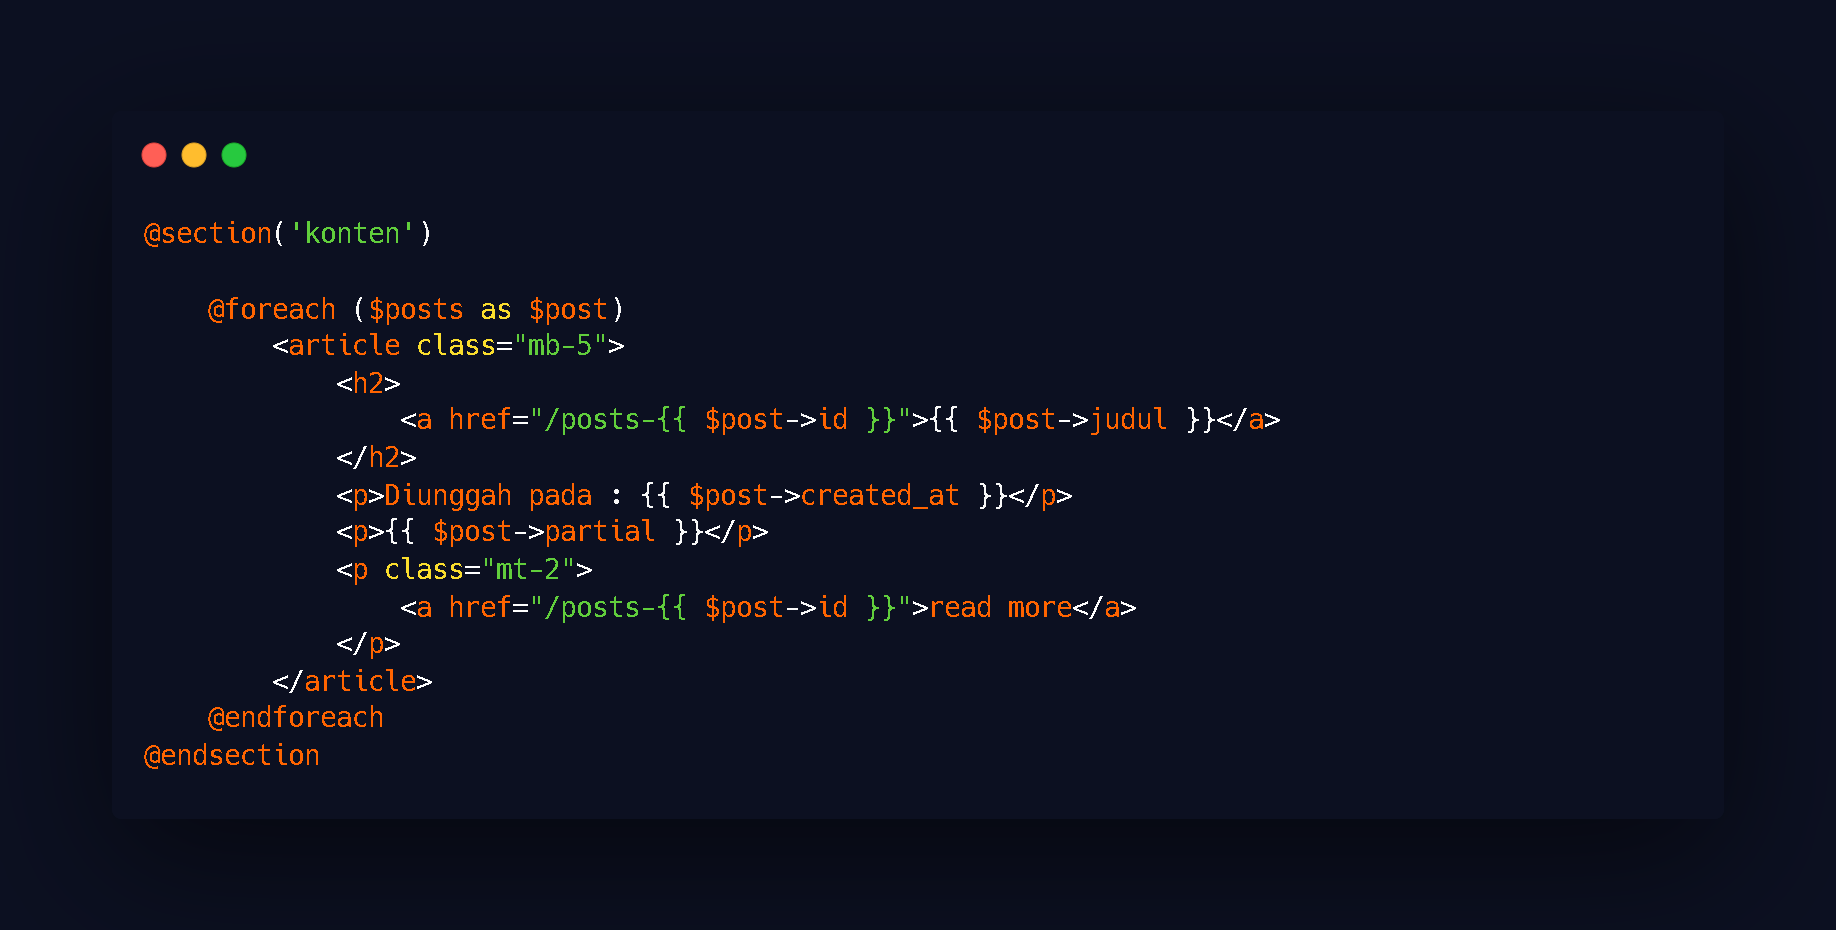 @section('konten')
@foreach ($posts as $post)
<article class="mb-5">
<h2>
<a href="/posts-{{ $post->id }}">{{ $post->judul }}</a>
</h2>
<p>Diunggah pada : {{ $post->created_at }}</p>
<p>{{ $post->partial }}</p>
<p class="mt-2">
<a href="/posts-{{ $post->id }}">read more</a>
</p>
</article>
@endforeach
@endsection